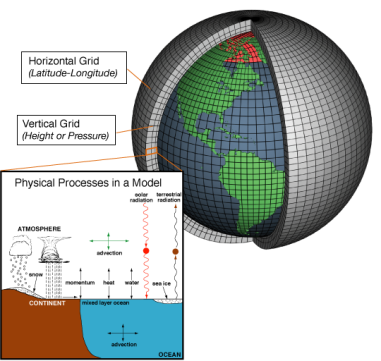 Horizontal Grid
(Latitude-Longitude)
Vertical Grid
(Height or Pressure)
Physical Processes in a Model
solar
radiation
terrestrial
radiation
ATMOSPHERE
advection
snow
momentum
heat
water
sea ice
CONTINENT
mixed layer ocean
advection
OCEAN